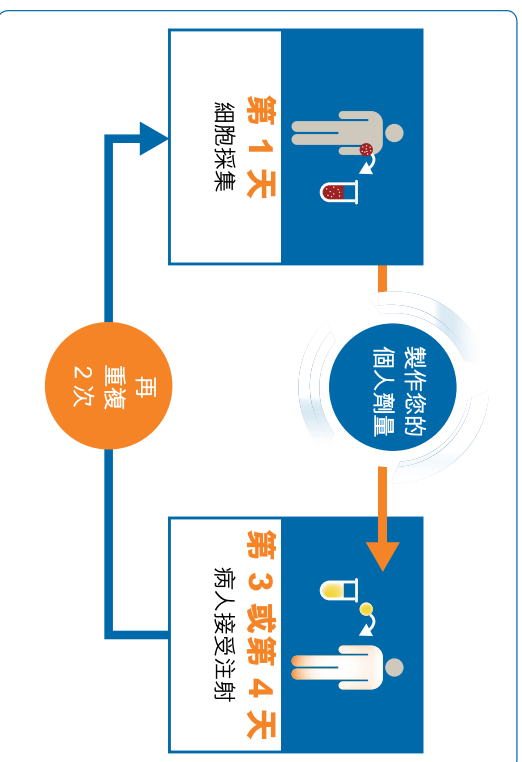 第 1 天
細胞採集
製作您的
個人劑量
第 3 或第 4 天
病人接受注射
再
重複
2 次